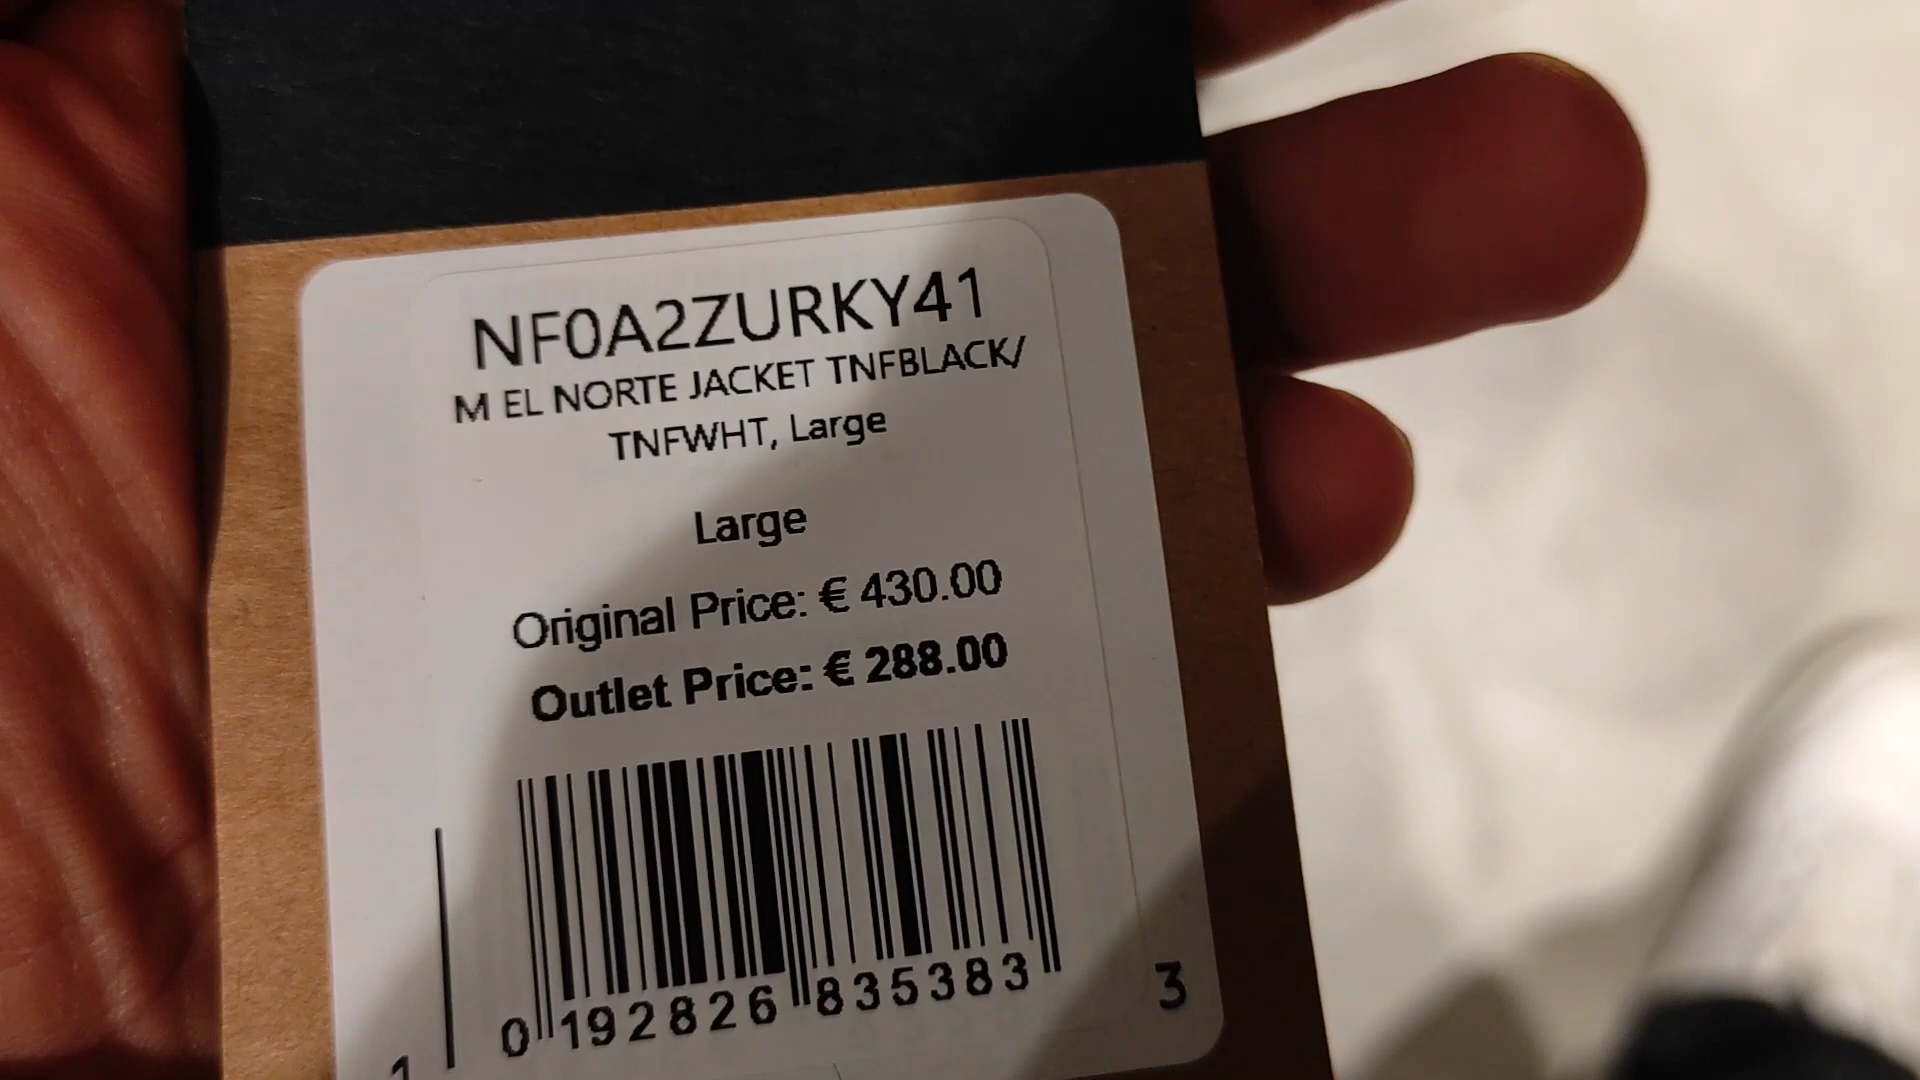 NF0A2ZURKY41
M EL NORTE JACKET TNFBLACK/
TNFWHT, Large
Large
Original Price: € 430.00
Outlet Price: € 288.00
0 192826 835383
1
3